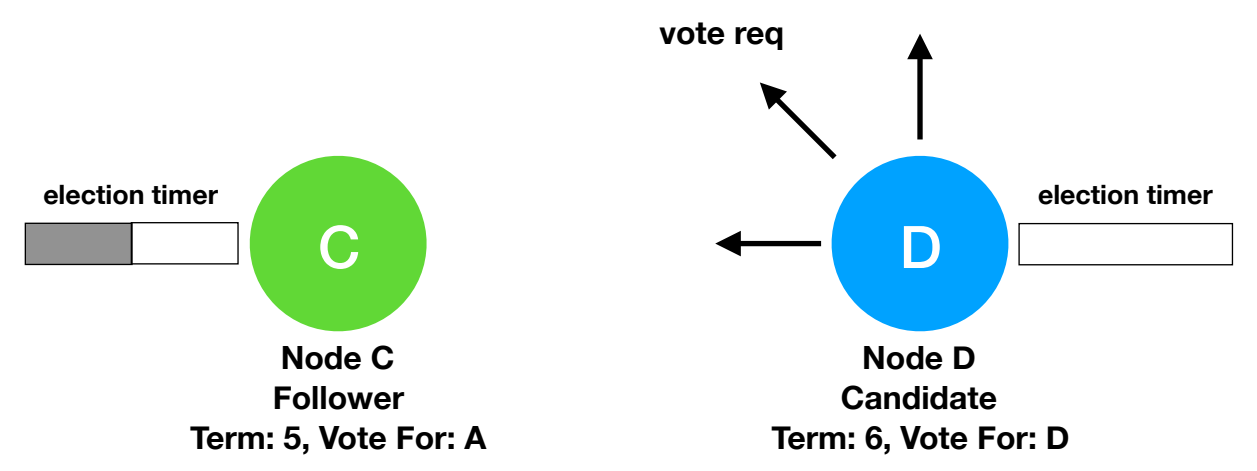 vote req
election timer
election timer
C
D
Node C
Follower
Term: 5, Vote For: A
Node D
Candidate
Term: 6, Vote For: D